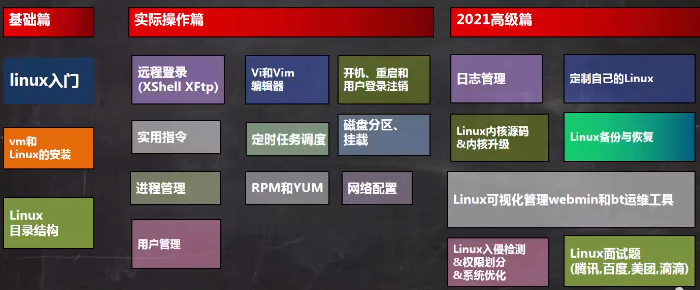 基础篇
实际操作篇
2021高级篇
linux入门
远程登录
(XShell XFtp)
Vi和Vim
编辑器
开机、重启和
用户登录注销
日志管理
定制自己的Linux
vm和
Linux的安装
实用指令
定时任务调度
磁盘分区、
挂载
Linux内核源码
&内核升级
Linux备份与恢复
Linux
目录结构
进程管理
RPM和YUM
网络配置
Linux可视化管理webmin和bt运维工具
用户管理
Linux入侵检测
&权限划分
&系统优化
Linux面试题
(腾讯,百度,美团,滴滴)